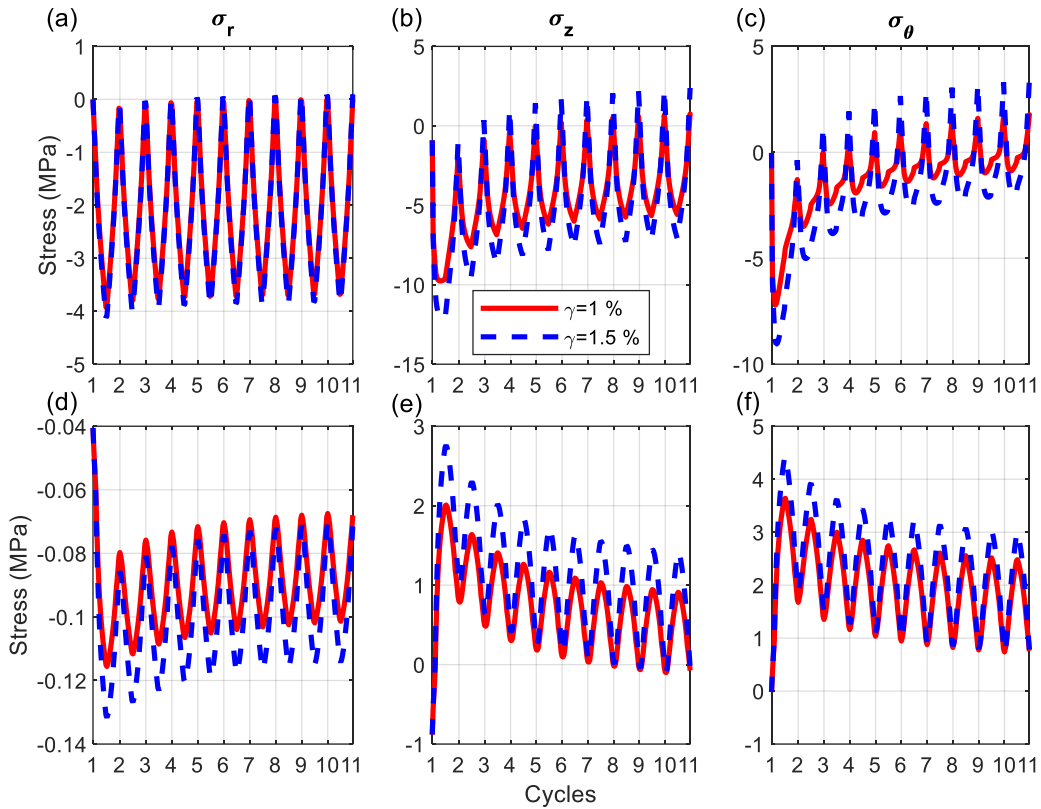 (a) σr (b) σz (c) σθ
1
0
-1
-2
-3
-4
-5
Stress (MPa)
1 2 3 4 5 6 7 8 9 10 11
5
0
-5
-10
-15
γ=1 %
γ=1.5 %
1 2 3 4 5 6 7 8 9 10 11
5
0
-5
-10
1 2 3 4 5 6 7 8 9 10 11
(d) (e) (f)
-0.04
-0.06
-0.08
-0.1
-0.12
-0.14
Stress (MPa)
1 2 3 4 5 6 7 8 9 10 11
3
2
1
0
-1
1 2 3 4 5 6 7 8 9 10 11
5
4
3
2
1
0
-1
1 2 3 4 5 6 7 8 9 10 11
Cycles